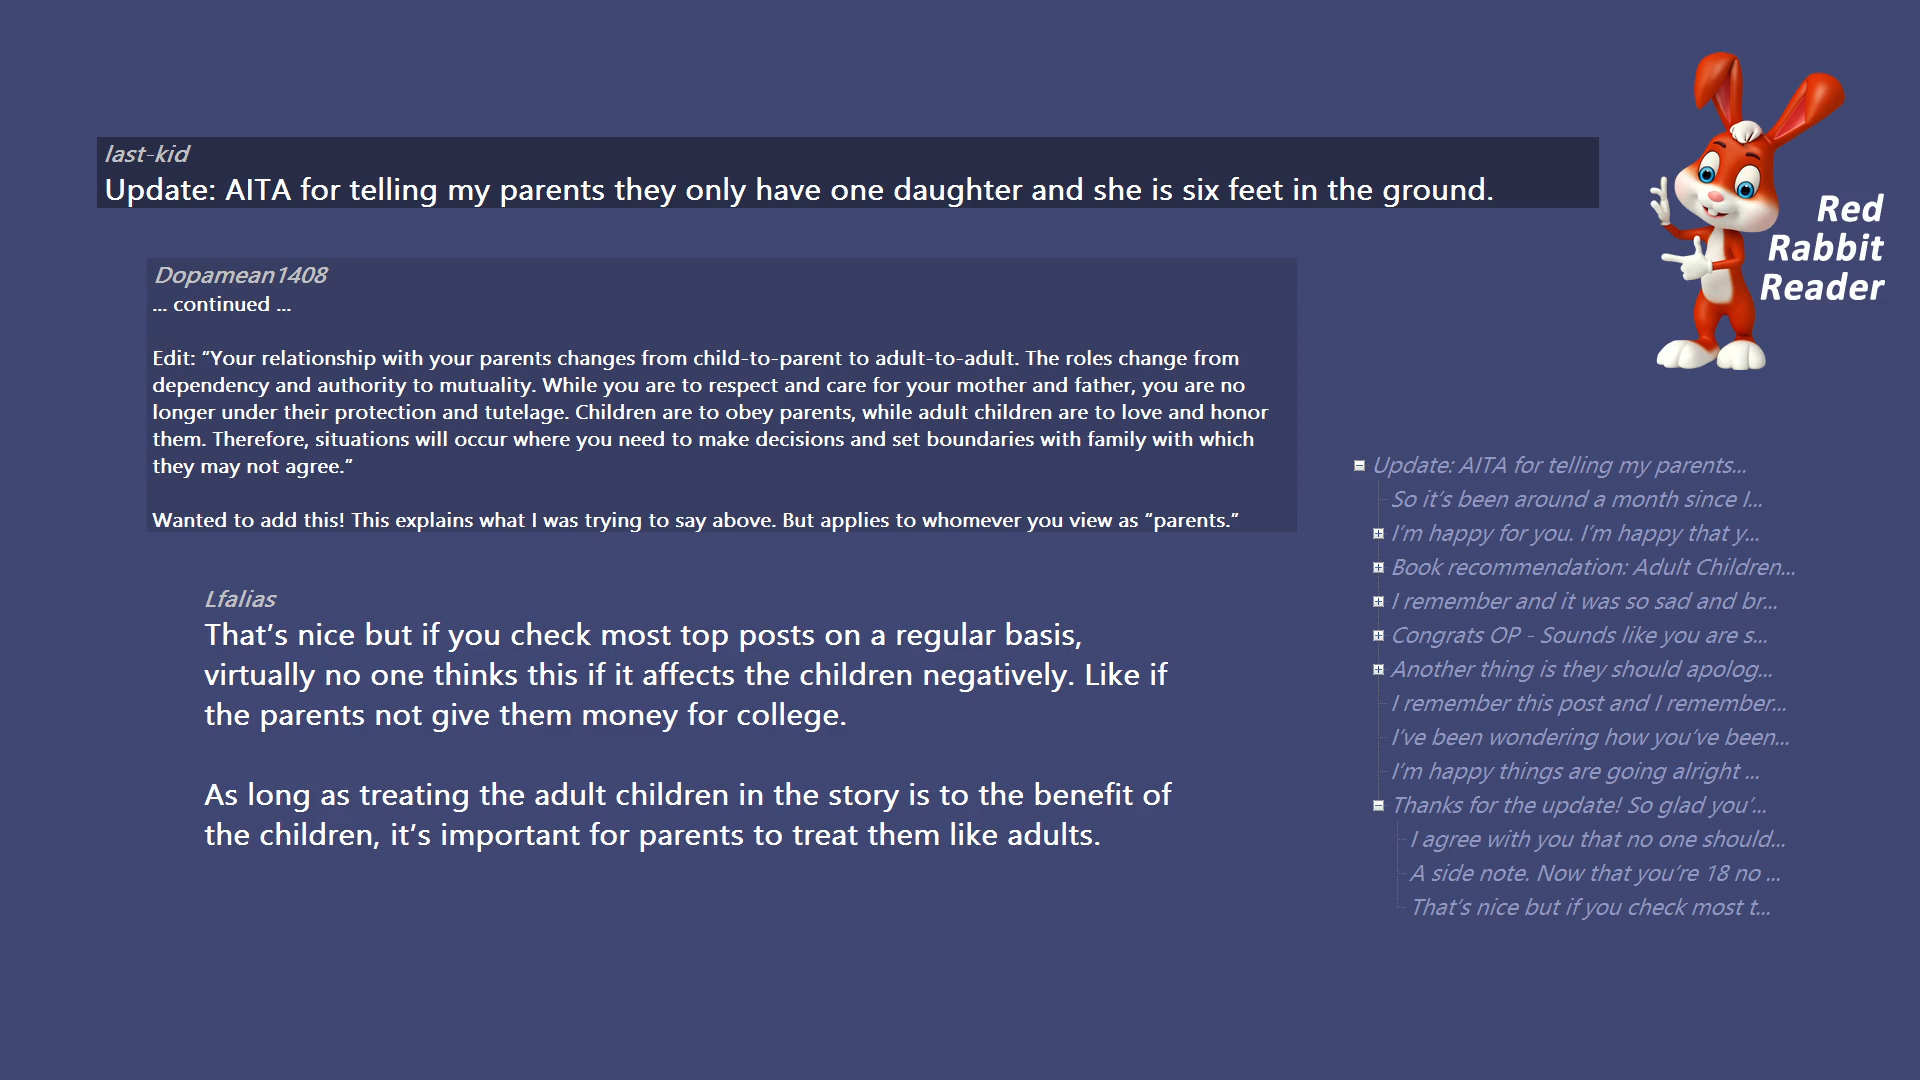 last-kid
Update: AITA for telling my parents they only have one daughter and she is six feet in the ground.
Red
Rabbit
Reader
Dopamean1408
... continued ...
Edit: “Your relationship with your parents changes from child-to-parent to adult-to-adult. The roles change from
dependency and authority to mutuality. While you are to respect and care for your mother and father, you are no
longer under their protection and tutelage. Children are to obey parents, while adult children are to love and honor
them. Therefore, situations will occur where you need to make decisions and set boundaries with family with which
they may not agree.”
Wanted to add this! This explains what I was trying to say above. But applies to whomever you view as “parents.”
Lfalias
That’s nice but if you check most top posts on a regular basis,
virtually no one thinks this if it affects the children negatively. Like if
the parents not give them money for college.
As long as treating the adult children in the story is to the benefit of
the children, it’s important for parents to treat them like adults.
Update: AITA for telling my parents...
So it’s been around a month since I...
I’m happy for you. I’m happy that y...
Book recommendation: Adult Children...
I remember and it was so sad and br...
Congrats OP - Sounds like you are s...
Another thing is they should apolog...
I remember this post and I remember...
I’ve been wondering how you’ve been...
I’m happy things are going alright ...
Thanks for the update! So glad you’...
I agree with you that no one should...
A side note. Now that you’re 18 no ...
That’s nice but if you check most t...